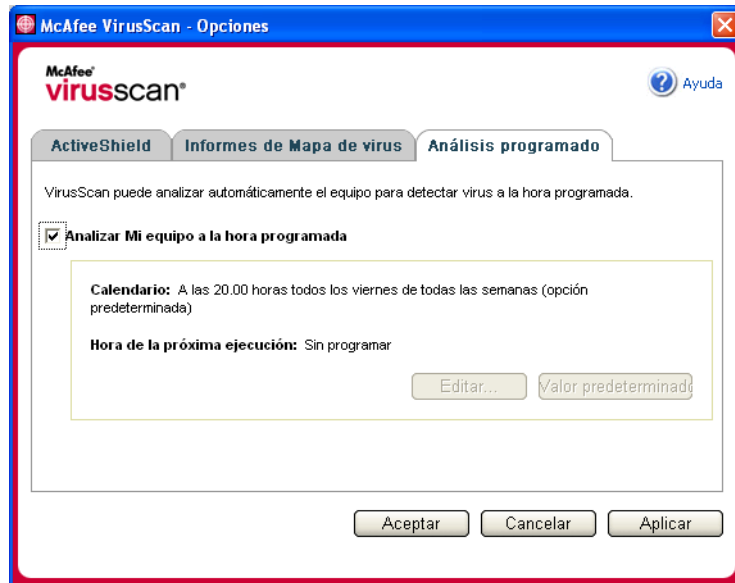 McAfee VirusScan - Opciones
McAfee®
virusscan®
Ayuda
ActiveShield
Informes de Mapa de virus
Análisis programado
VirusScan puede analizar automáticamente el equipo para detectar virus a la hora programada.
Analizar Mi equipo a la hora programada
Calendario: A las 20.00 horas todos los viernes de todas las semanas (opción
predeterminada)
Hora de la próxima ejecución: Sin programar
Editar...
Valor predeterminado
Aceptar
Cancelar
Aplicar